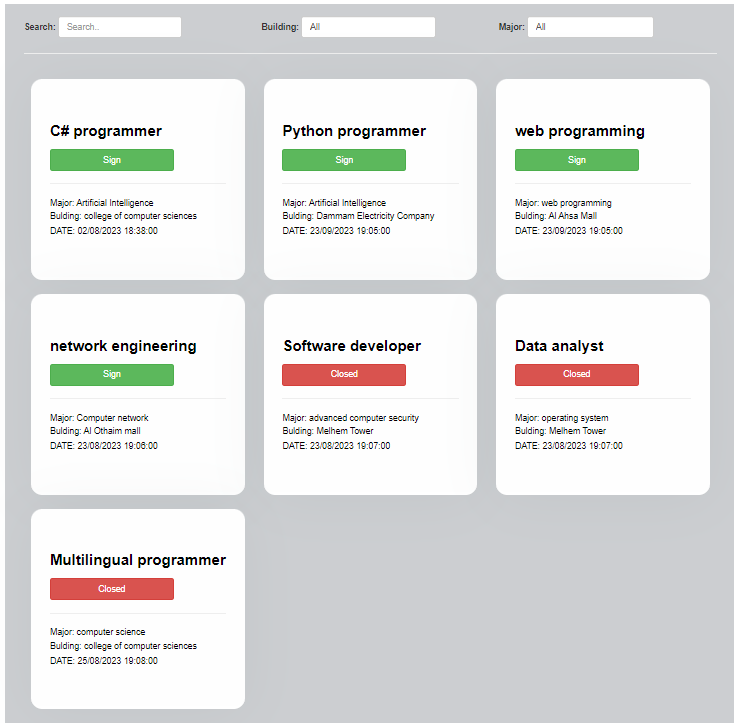 Search: Search.. Building: All Major: All
C# programmer
Sign
Major: Artificial Intelligence
Bulding: college of computer sciences
DATE: 02/08/2023 18:38:00
Python programmer
Sign
Major: Artificial Intelligence
Bulding: Dammam Electricity Company
DATE: 23/09/2023 19:05:00
web programming
Sign
Major: web programming
Bulding: Al Ahsa Mall
DATE: 23/09/2023 19:05:00
network engineering
Sign
Major: Computer network
Bulding: Al Othaim mall
DATE: 23/08/2023 19:06:00
Software developer
Closed
Major: advanced computer security
Bulding: Melhem Tower
DATE: 23/08/2023 19:07:00
Data analyst
Closed
Major: operating system
Bulding: Melhem Tower
DATE: 23/08/2023 19:07:00
Multilingual programmer
Closed
Major: computer science
Bulding: college of computer sciences
DATE: 25/08/2023 19:08:00